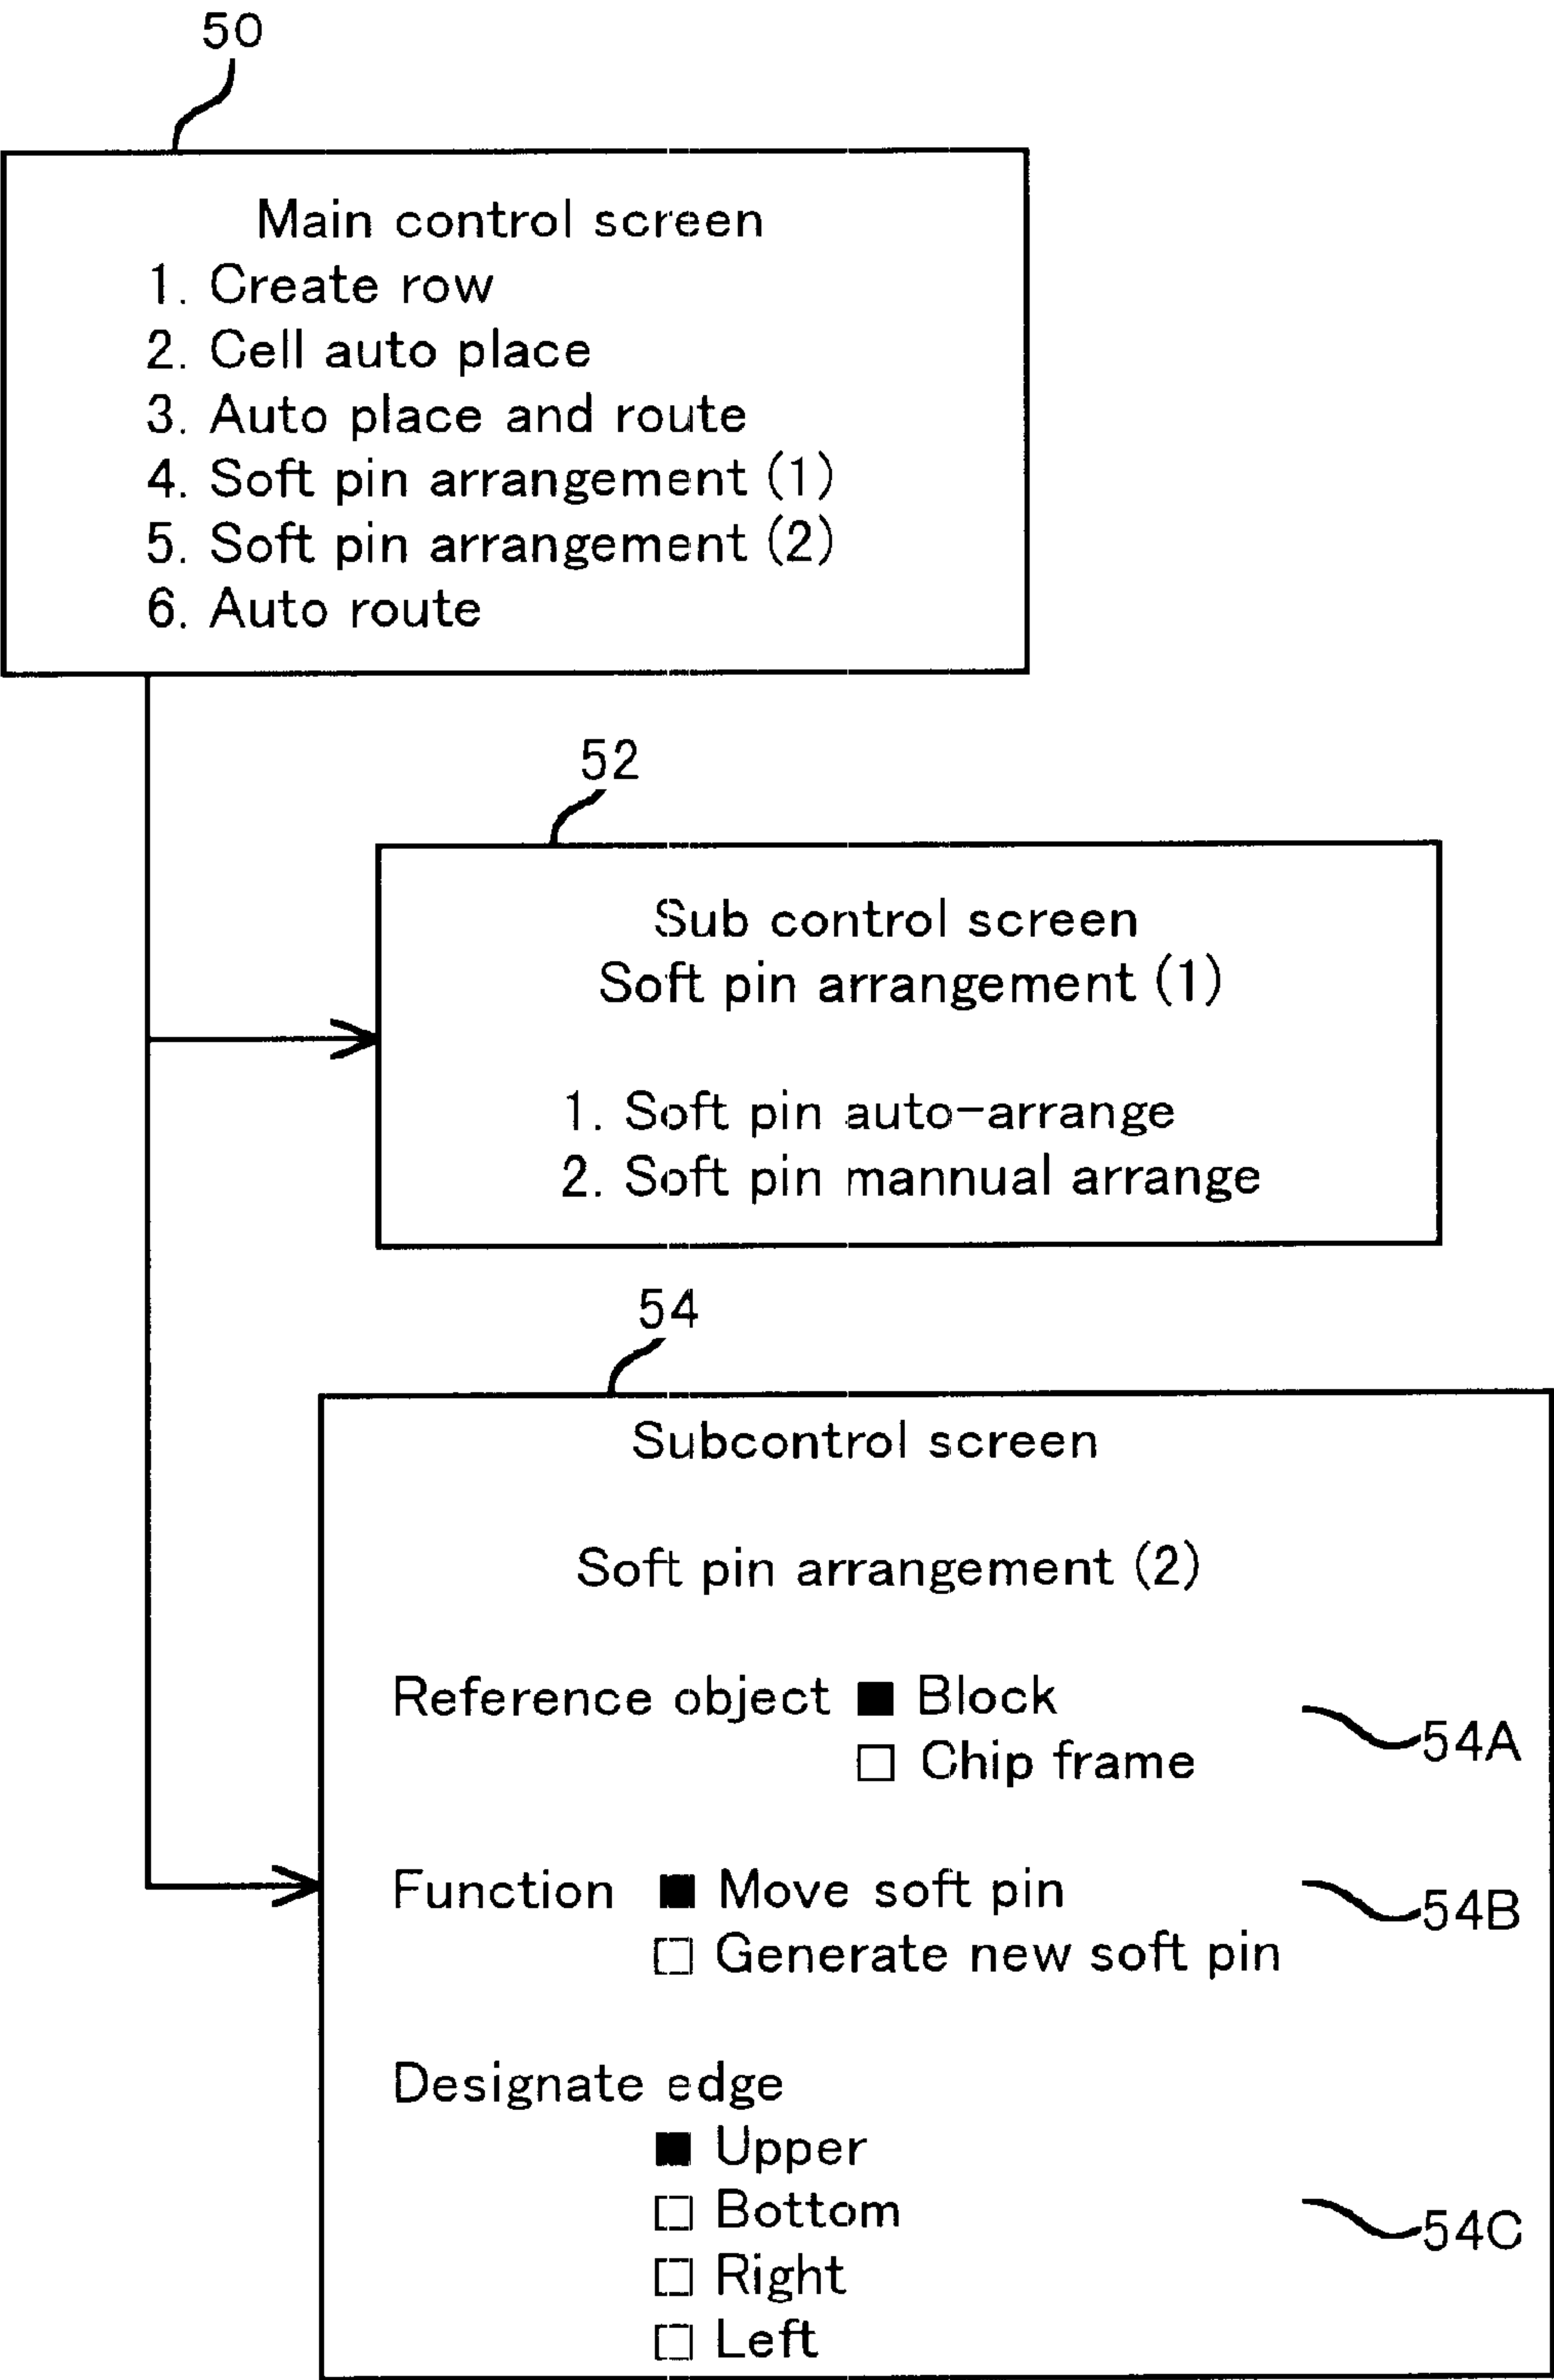 50
Main control screen
1. Create row
2. Cell auto place
3. Auto place and route
4. Soft pin arrangement (1)
5. Soft pin arrangement (2)
6. Auto route
52
Sub control screen
Soft pin arrangement (1)
1. Soft pin auto-arrange
2. Soft pin mannual arrange
54
Subcontrol screen
Soft pin arrangement (2)
Reference object ■ Block
54A
□ Chip frame
Function ■ Move soft pin
54B
□ Generate new soft pin
Designate edge
■ Upper
□ Bottom
54C
□ Right
□ Left